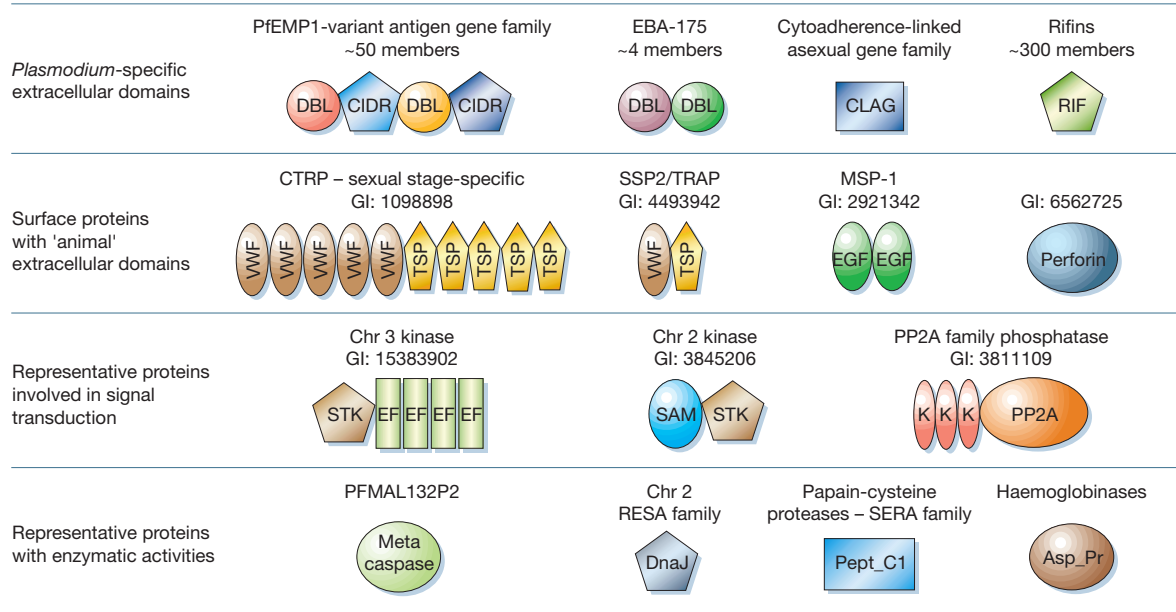 PfEMP1-variant antigen gene family
~50 members
EBA-175
~4 members
Cytoadherence-linked
asexual gene family
Rifins
~300 members
Plasmodium-specific
extracellular domains
DBL CIDR DBL CIDR
DBL DBL
CLAG
RIF
CTRP – sexual stage-specific
GI: 1098898
SSP2/TRAP
GI: 4493942
MSP-1
GI: 2921342
GI: 6562725
Surface proteins
with 'animal'
extracellular domains
VWF VWF VWF VWF VWF TSP TSP TSP TSP TSP
VWF TSP
EGF EGF
Perforin
Chr 3 kinase
GI: 15383902
Chr 2 kinase
GI: 3845206
PP2A family phosphatase
GI: 3811109
Representative proteins
involved in signal
transduction
STK EF EF EF EF
SAM STK
K K K PP2A
PFMAL132P2
Chr 2
RESA family
Papain-cysteine
proteases – SERA family
Haemoglobinases
Representative proteins
with enzymatic activities
Meta
caspase
DnaJ
Pept_C1
Asp_Pr